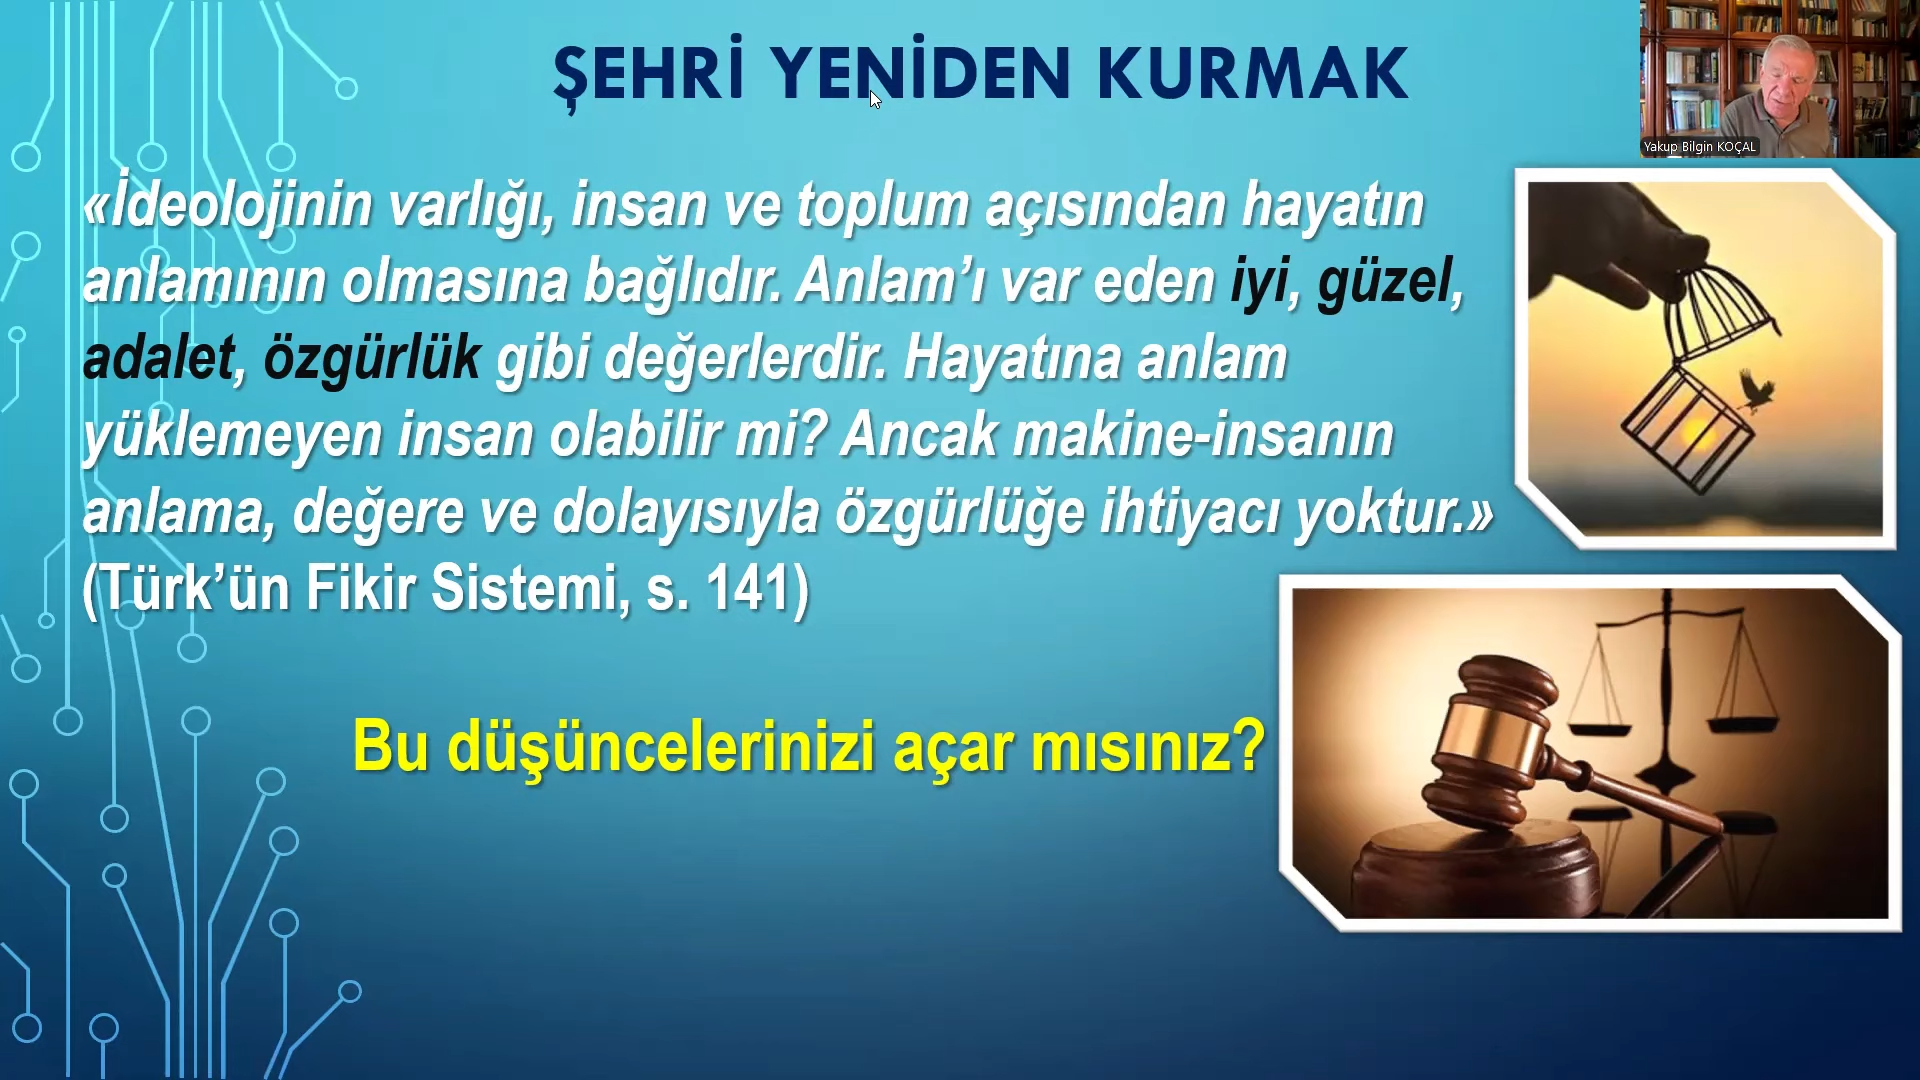 ŞEHRİ YENİDEN KURMAK
Yakup Bilgin KOÇAL
«İdeolojinin varlığı, insan ve toplum açısından hayatın
anlamının olmasına bağlıdır. Anlam’ı var eden iyi, güzel,
adalet, özgürlük gibi değerlerdir. Hayatına anlam
yüklemeyen insan olabilir mi? Ancak makine-insanın
anlama, değere ve dolayısıyla özgürlüğe ihtiyacı yoktur.»
(Türk’ün Fikir Sistemi, s. 141)
Bu düşüncelerinizi açar mısınız?